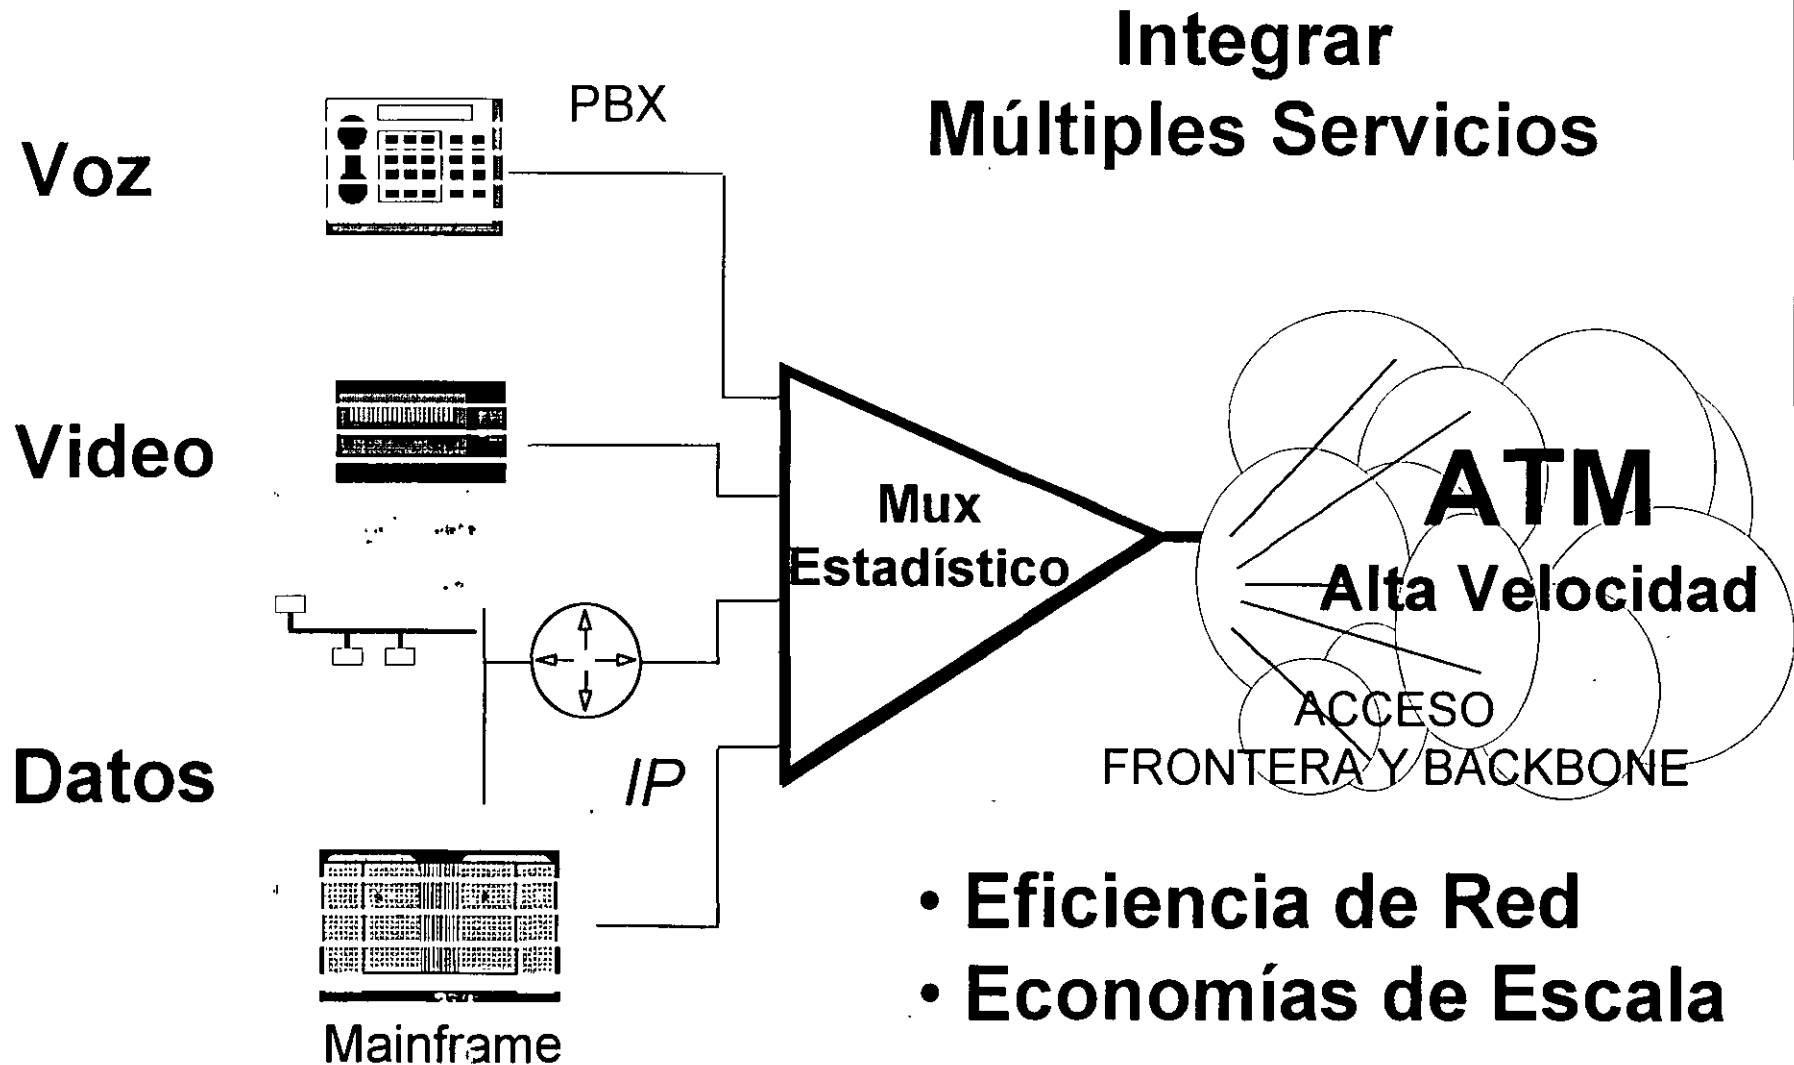 Integrar
Múltiples Servicios
PBX
Voz
Video
Mux
Estadístico
ATM
Alta Velocidad
ACCESO
FRONTERA Y BACKBONE
Datos
IP
Mainframe
• Eficiencia de Red
• Economías de Escala